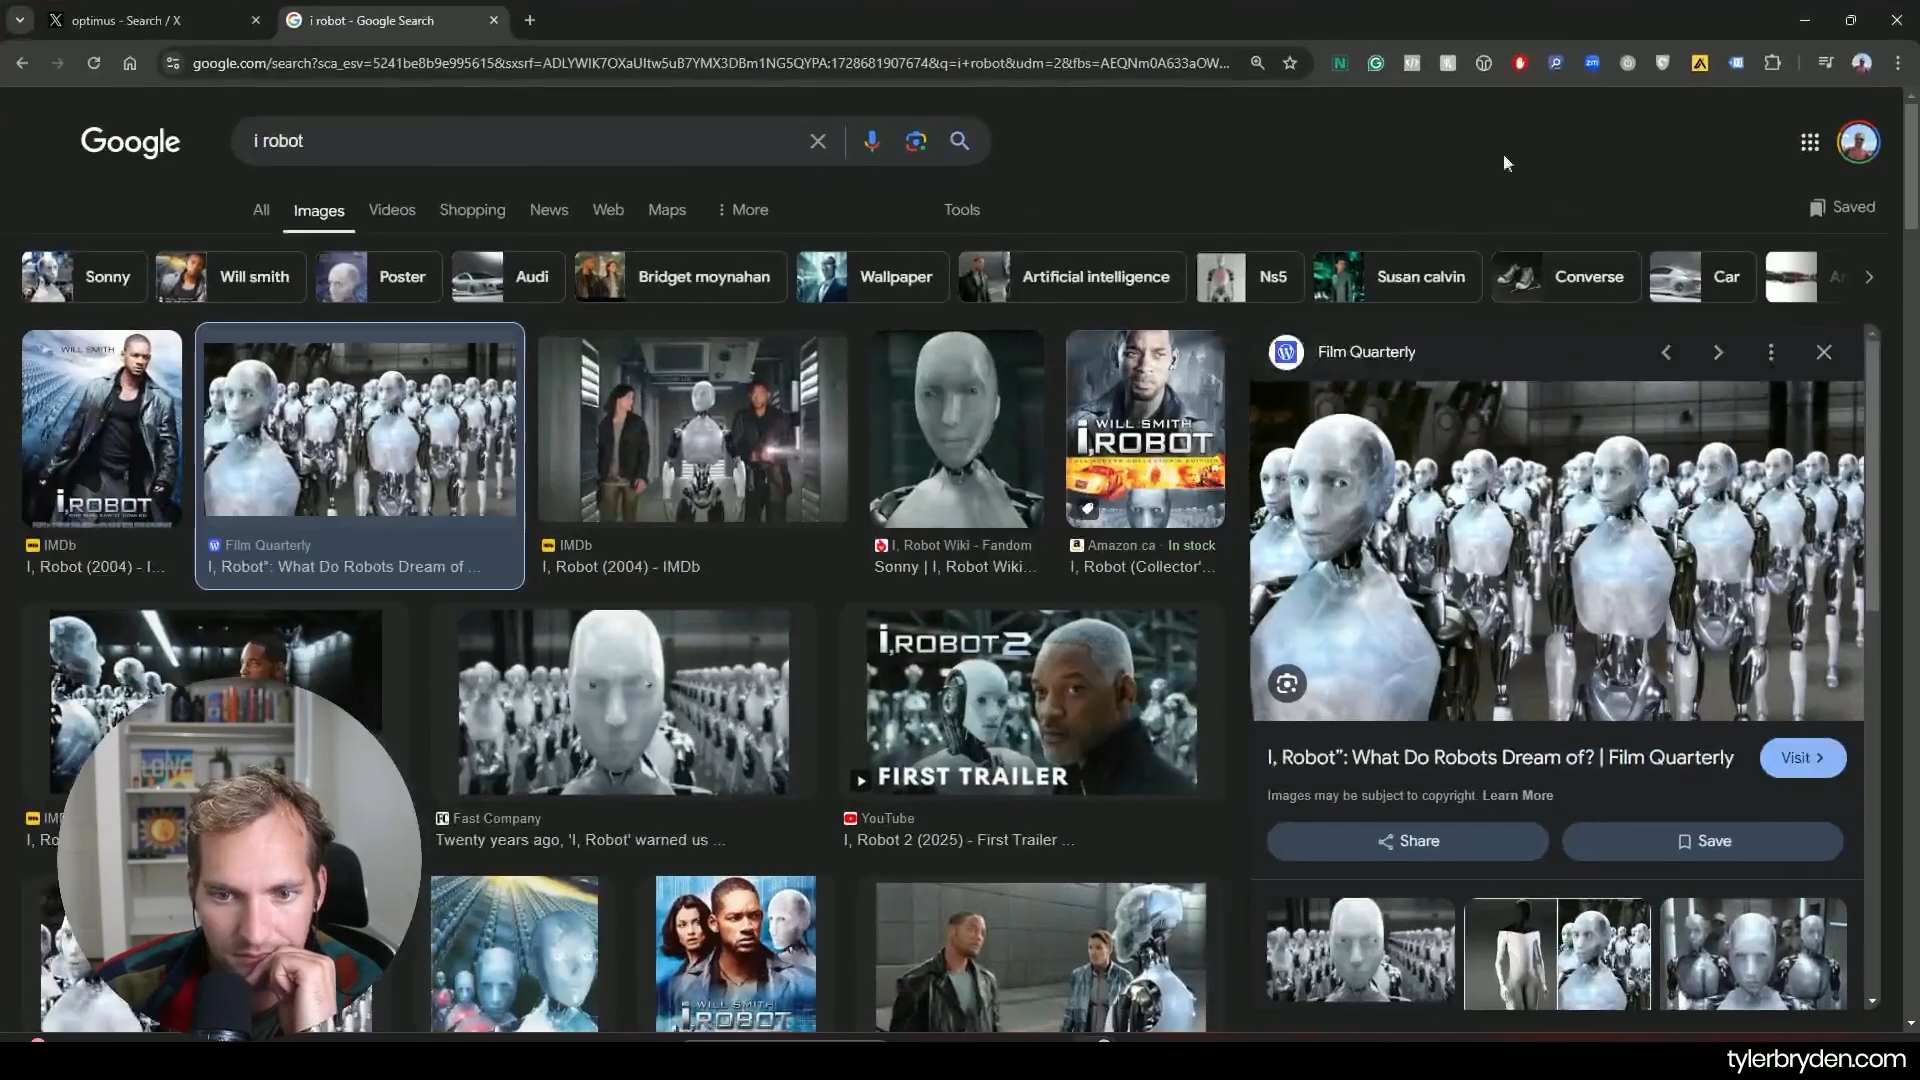 optimus - Search / X
i robot - Google Search
google.com/search?sca_esv=5241be8b9e995615&sxsrf=ADLYWIK7OXaUltw5uB7YMX3DBm1NG5QYPA:1728681907674&q=i+robot&udm=2&fbs=AEQNm0A633aOW...
Google
i robot
All
Images
Videos
Shopping
News
Web
Maps
More
Tools
Saved
Sonny
Will smith
Poster
Audi
Bridget moynahan
Wallpaper
Artificial intelligence
Ns5
Susan calvin
Converse
Car
WILL SMITH
i,ROBOT
WILL SMITH
i,ROBOT
IMDb
I, Robot (2004) - I...
Film Quarterly
I, Robot”: What Do Robots Dream of ...
IMDb
I, Robot (2004) - IMDb
I, Robot Wiki - Fandom
Sonny | I, Robot Wiki...
Amazon.ca · In stock
I, Robot (Collector'...
Film Quarterly
I, Robot”: What Do Robots Dream of? | Film Quarterly
Visit
Images may be subject to copyright. Learn More
Share
Save
i,ROBOT 2
FIRST TRAILER
LOVE
IM
I, Ro
Fast Company
Twenty years ago, 'I, Robot' warned us ...
YouTube
I, Robot 2 (2025) - First Trailer ...
WILL SMITH
i,ROBOT
tylerbryden.com